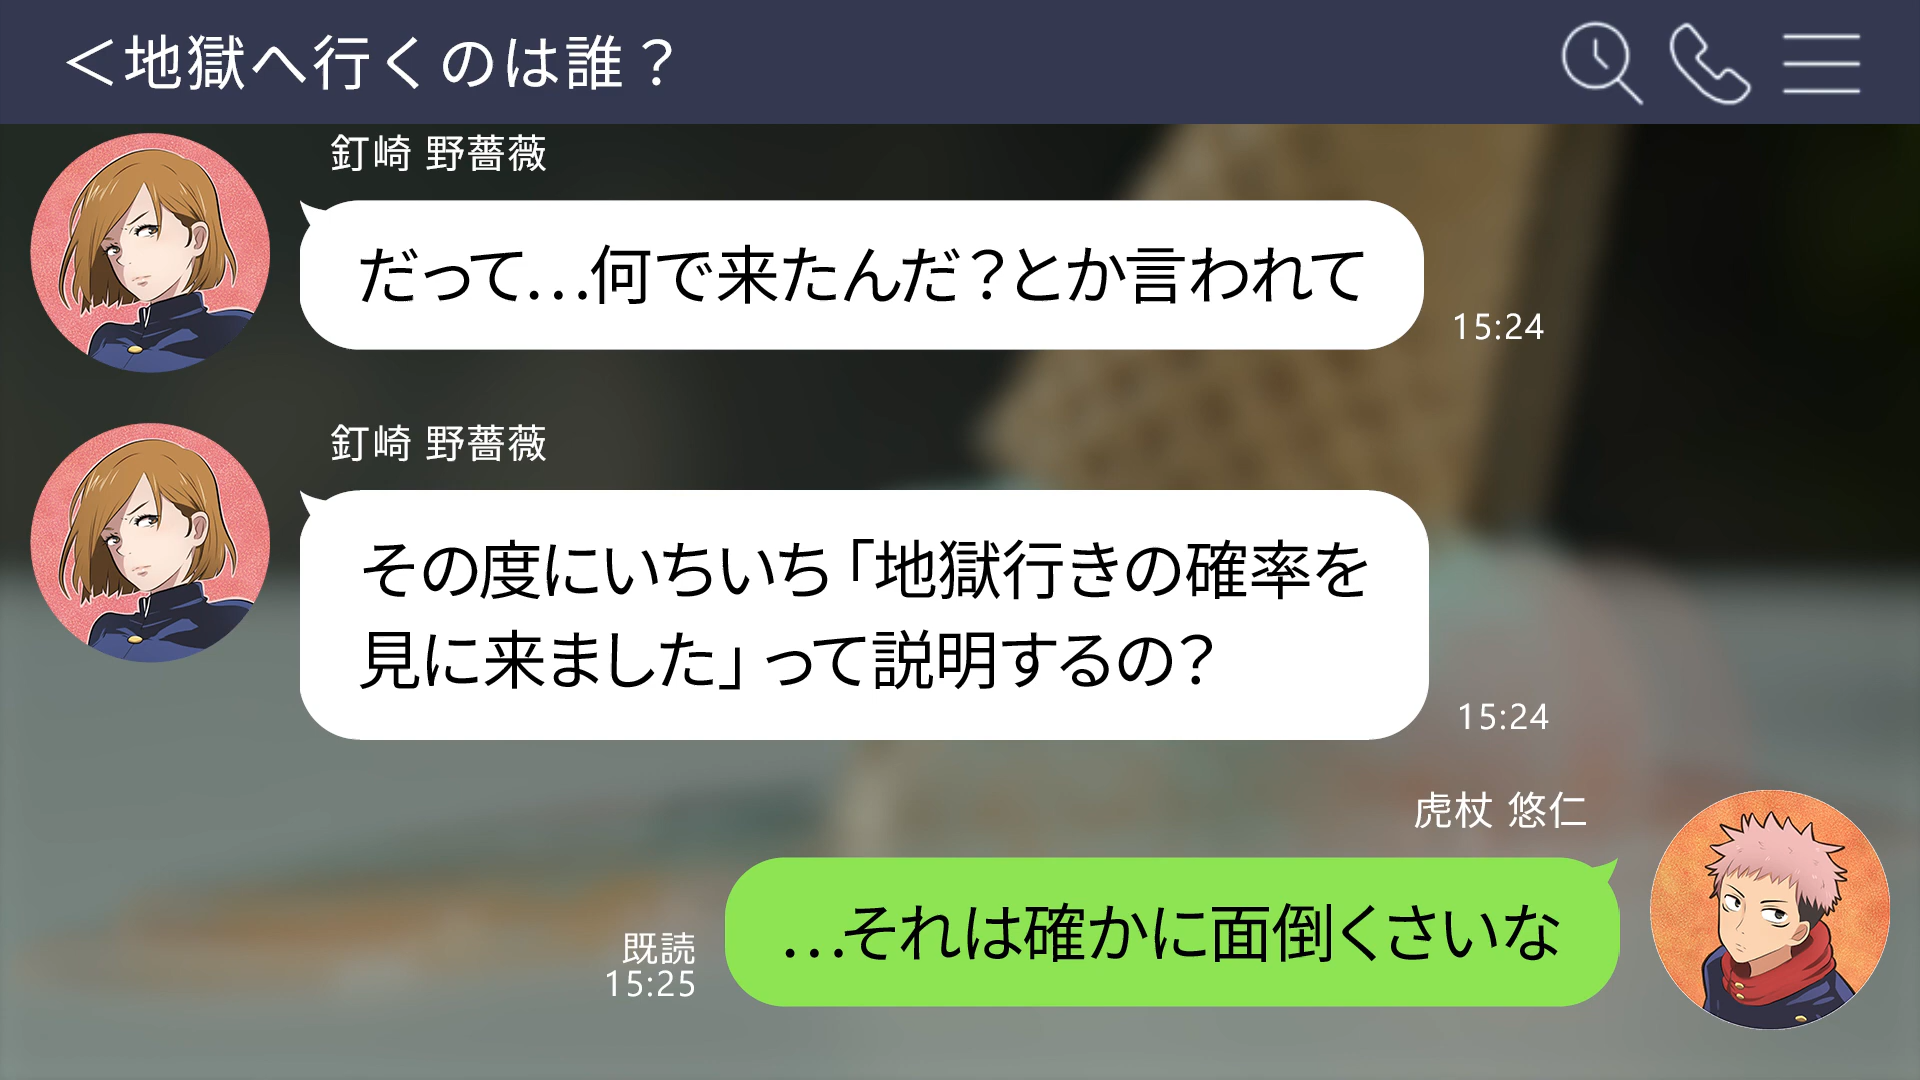 ＜地獄へ行くのは誰？
釘崎 野薔薇
だって…何で来たんだ？とか言われて
15:24
釘崎 野薔薇
その度にいちいち「地獄行きの確率を
見に来ました」って説明するの？
15:24
虎杖 悠仁
…それは確かに面倒くさいな
既読
15:25